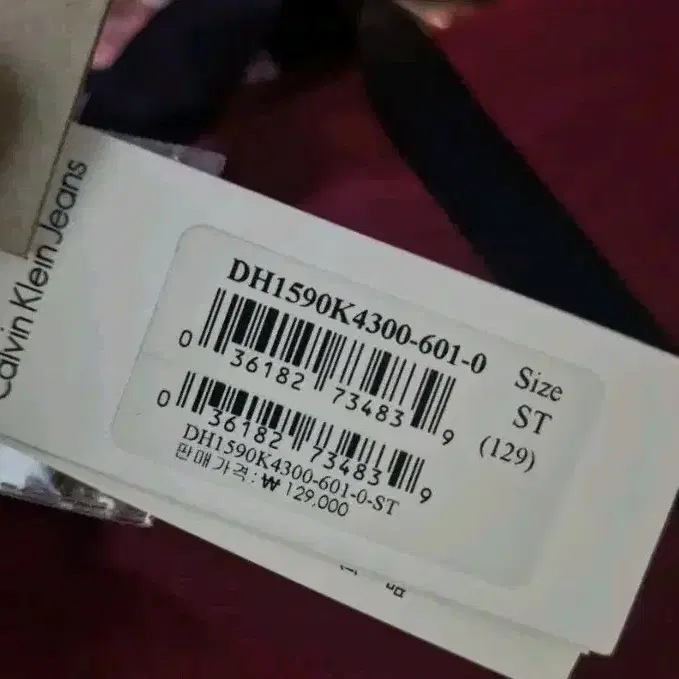 Calvin Klein Jeans
DH1590K4300-601-0
Size
ST
(129)
0 36182 73483 9
0 36182 73483 9
DH1590K4300-601-0-ST
판매가격 : ₩ 129,000